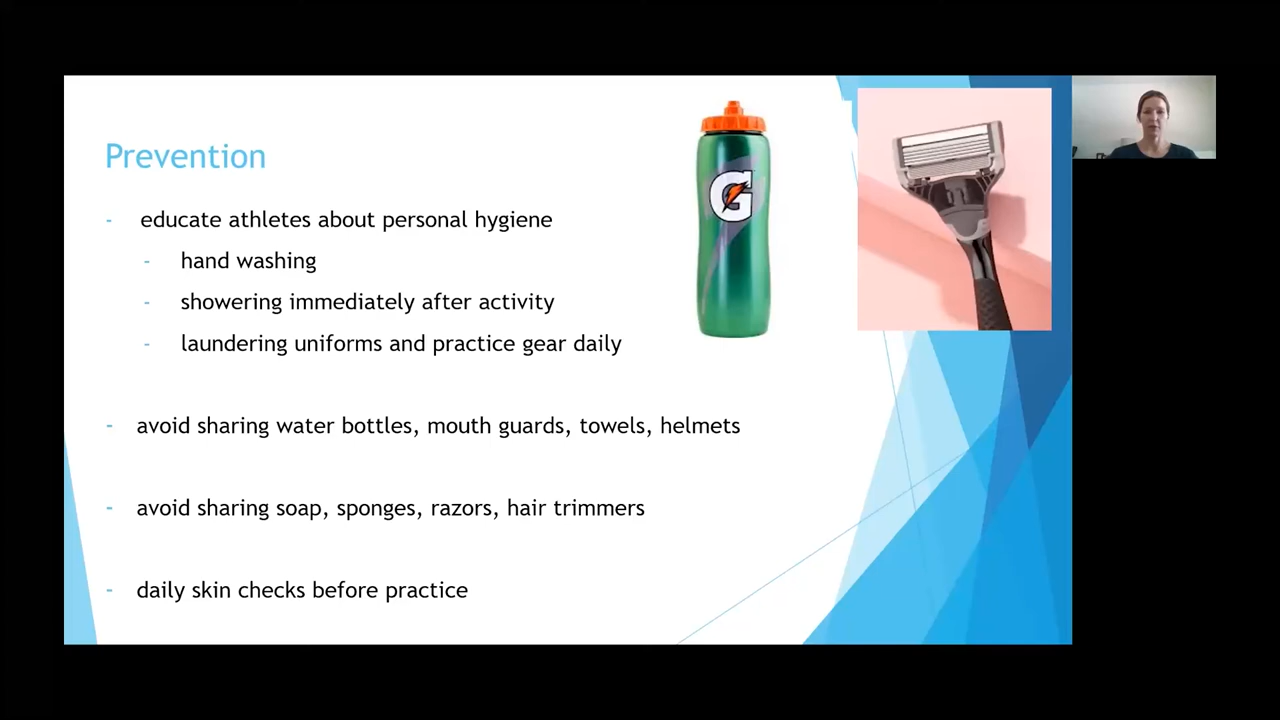 Prevention
- educate athletes about personal hygiene
- hand washing
- showering immediately after activity
- laundering uniforms and practice gear daily
- avoid sharing water bottles, mouth guards, towels, helmets
- avoid sharing soap, sponges, razors, hair trimmers
- daily skin checks before practice
G